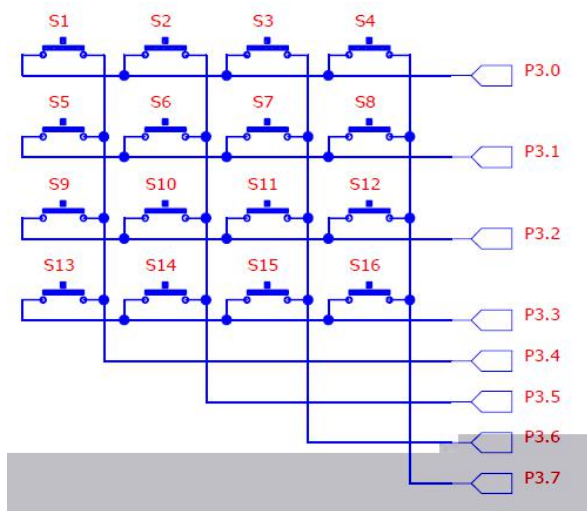 S1 S2 S3 S4
P3.0
S5 S6 S7 S8
P3.1
S9 S10 S11 S12
P3.2
S13 S14 S15 S16
P3.3
P3.4
P3.5
P3.6
P3.7